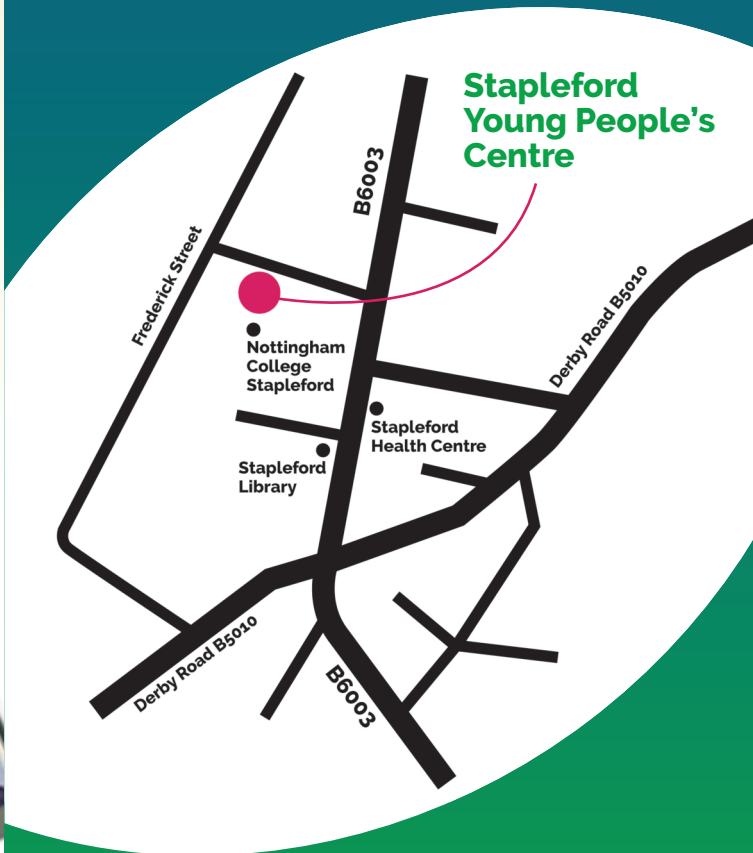 Stapleford
Young People’s
Centre
B6003
Frederick Street
Derby Road B5010
Nottingham
College
Stapleford
Stapleford
Health Centre
Stapleford
Library
Derby Road B5010
B6003